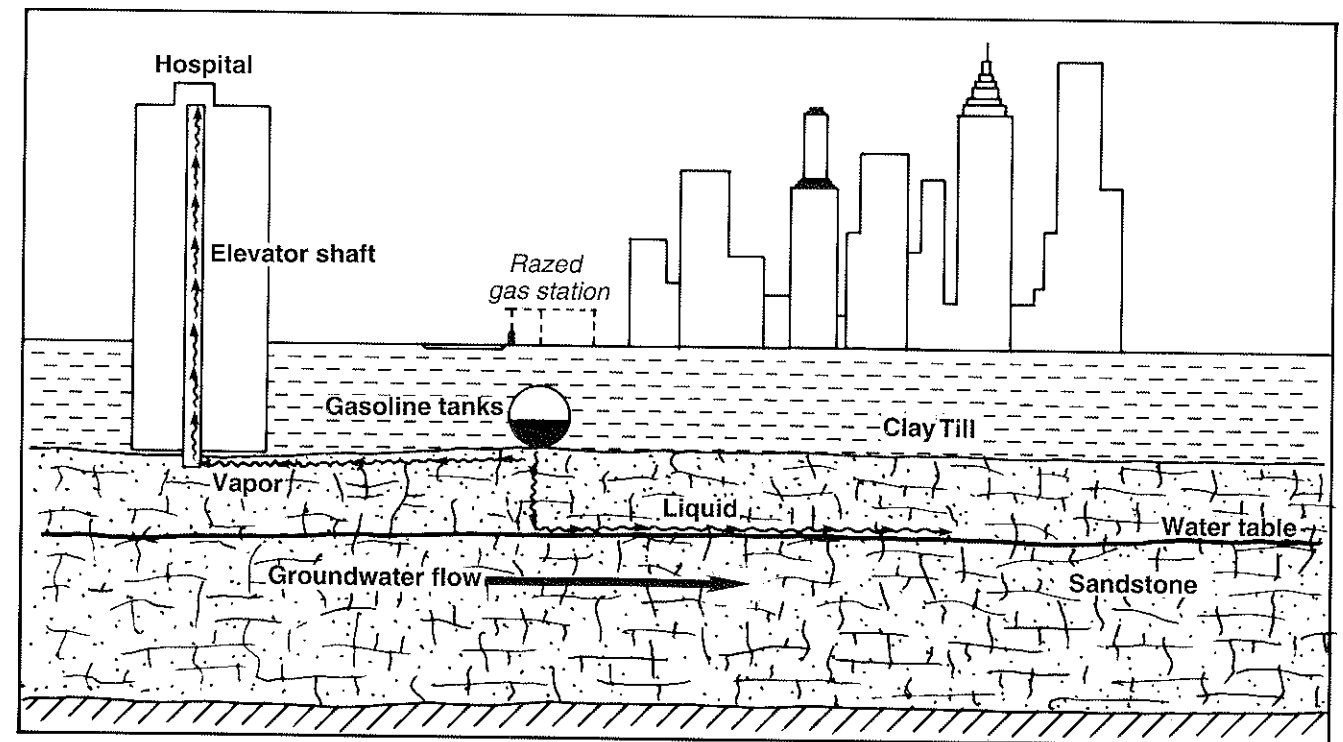 Hospital
Elevator shaft
Razed
gas station
Gasoline tanks
Clay Till
Vapor
Liquid
Water table
Groundwater flow
Sandstone